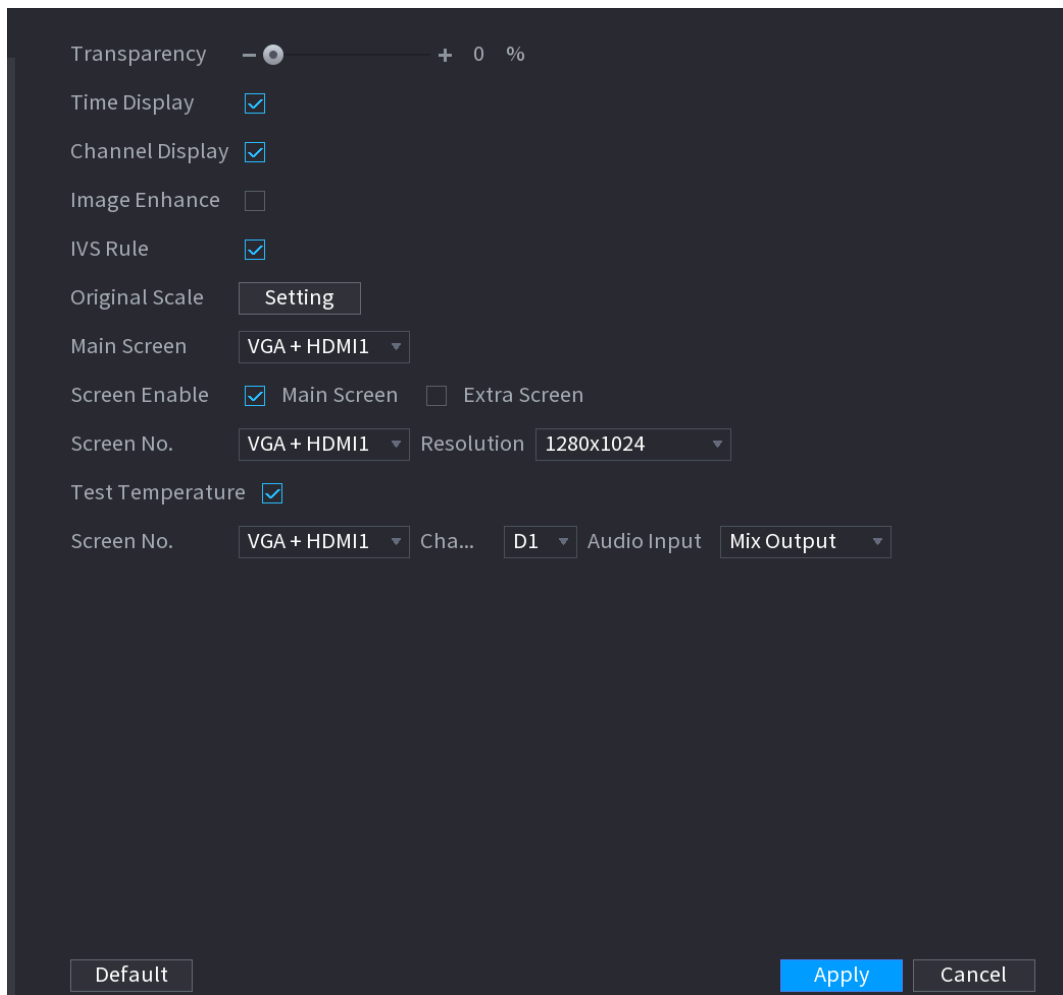 Transparency − + 0 %
Time Display
Channel Display
Image Enhance
IVS Rule
Original Scale Setting
Main Screen VGA + HDMI1
Screen Enable Main Screen Extra Screen
Screen No. VGA + HDMI1 Resolution 1280x1024
Test Temperature
Screen No. VGA + HDMI1 Cha... D1 Audio Input Mix Output
Default Apply Cancel